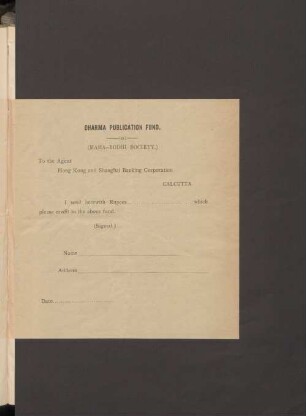 DHARMA PUBLICATION FUND.
(MAHA-BODHI SOCIETY.)
To the Agent
Hong Kong and Shanghai Banking Corporation
CALCUTTA
I send herewith Rupees which
please credit to the above fund.
(Signed.)
Name
Address
Date